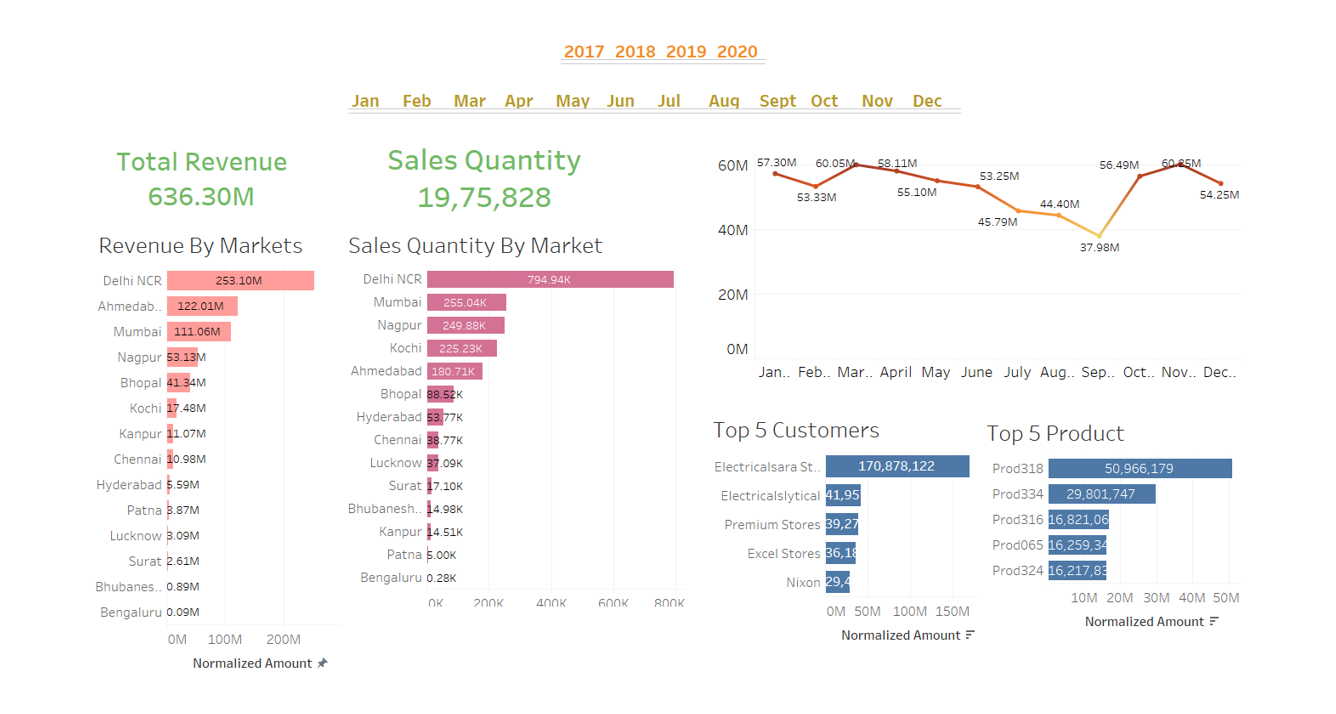 2017 2018 2019 2020
Jan Feb Mar Apr May Jun Jul Aug Sept Oct Nov Dec
Total Revenue
636.30M
Sales Quantity
19,75,828
Revenue By Markets
Delhi NCR 253.10M
Ahmedab.. 122.01M
Mumbai 111.06M
Nagpur 53.13M
Bhopal 41.34M
Kochi 17.48M
Kanpur 11.07M
Chennai 10.98M
Hyderabad 5.59M
Patna 3.87M
Lucknow 3.09M
Surat 2.61M
Bhubanes.. 0.89M
Bengaluru 0.09M
0M 100M 200M
Normalized Amount
Sales Quantity By Market
Delhi NCR 794.94K
Mumbai 255.04K
Nagpur 249.88K
Kochi 225.23K
Ahmedabad 180.71K
Bhopal 88.52K
Hyderabad 53.77K
Chennai 38.77K
Lucknow 37.09K
Surat 17.10K
Bhubanesh.. 14.98K
Kanpur 14.51K
Patna 5.00K
Bengaluru 0.28K
0K 200K 400K 600K 800K
60M
40M
20M
0M
57.30M 53.33M 60.05M 58.11M 55.10M 53.25M 45.79M 44.40M 37.98M 56.49M 54.25M
Jan.. Feb.. Mar.. April May June July Aug.. Sep.. Oct.. Nov.. Dec..
Top 5 Customers
Electricalsara St.. 170,878,122
Electricalslytical 41,95
Premium Stores 39,27
Excel Stores 36,18
Nixon 29,4
0M 50M 100M 150M
Normalized Amount
Top 5 Product
Prod318 50,966,179
Prod334 29,801,747
Prod316 16,821,06
Prod065 16,259,34
Prod324 16,217,83
10M 20M 30M 40M 50M
Normalized Amount